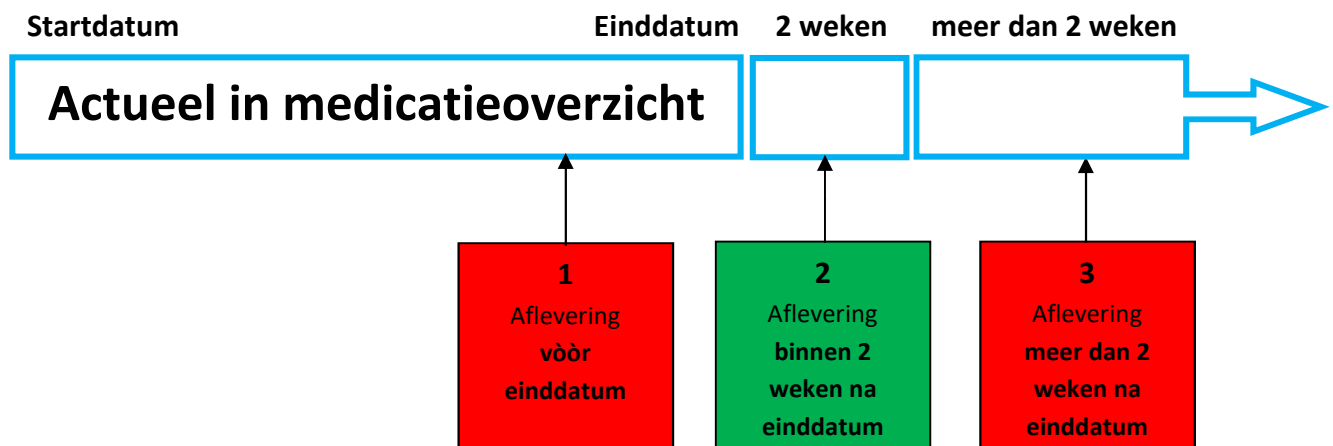 Startdatum Einddatum 2 weken meer dan 2 weken
Actueel in medicatieoverzicht
1
Aflevering
vòòr
einddatum
2
Aflevering
binnen 2
weken na
einddatum
3
Aflevering
meer dan 2
weken na
einddatum